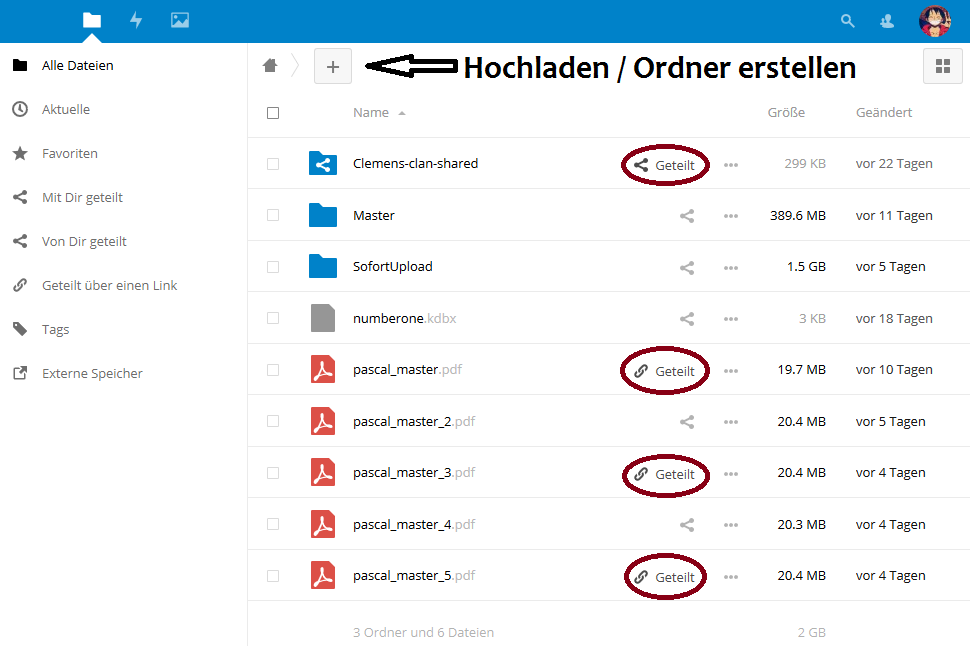 Hochladen / Ordner erstellen
Alle Dateien
Aktuelle
Favoriten
Mit Dir geteilt
Von Dir geteilt
Geteilt über einen Link
Tags
Externe Speicher
Name Größe Geändert
Clemens-clan-shared Geteilt 299 KB vor 22 Tagen
Master 389.6 MB vor 11 Tagen
SofortUpload 1.5 GB vor 5 Tagen
numberone.kdbx 3 KB vor 18 Tagen
pascal_master.pdf Geteilt 19.7 MB vor 10 Tagen
pascal_master_2.pdf 20.4 MB vor 5 Tagen
pascal_master_3.pdf Geteilt 20.4 MB vor 4 Tagen
pascal_master_4.pdf 20.3 MB vor 4 Tagen
pascal_master_5.pdf Geteilt 20.4 MB vor 4 Tagen
3 Ordner und 6 Dateien 2 GB